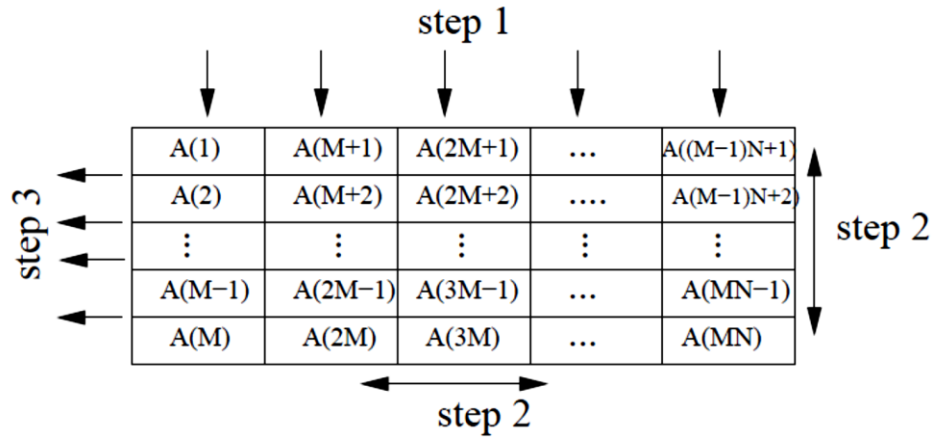 step 1
A(1) A(M+1) A(2M+1) ... A((M−1)N+1)
step 3
A(2) A(M+2) A(2M+2) .... A(M−1)N+2)
⋮ ⋮ ⋮ ⋮ ⋮
step 2
A(M−1) A(2M−1) A(3M−1) ... A(MN−1)
A(M) A(2M) A(3M) ... A(MN)
step 2